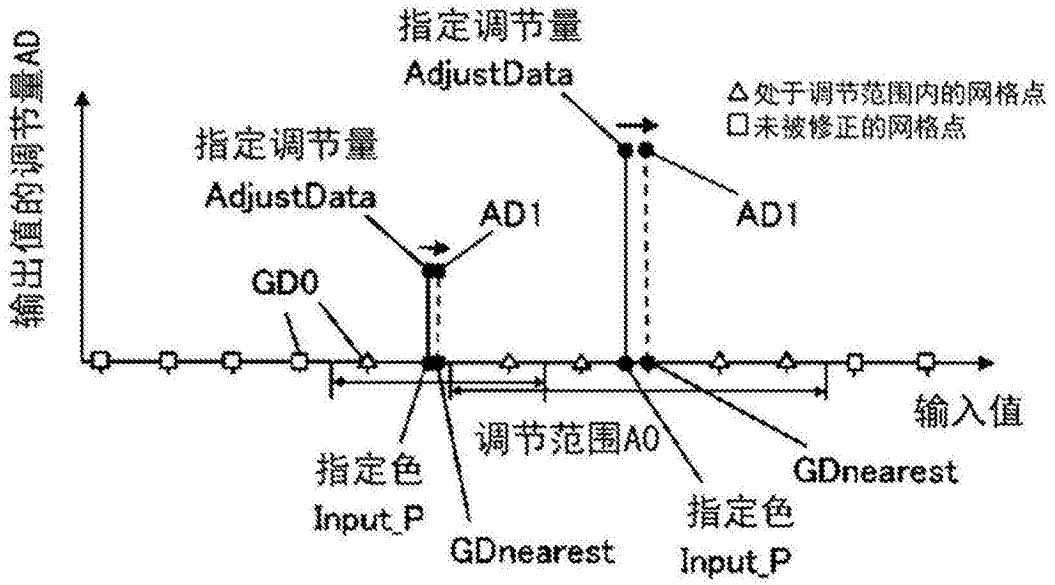 指定调节量
AdjustData
△处于调节范围内的网格点
□未被修正的网格点
输出值的调节量AD
指定调节量
AdjustData
AD1
AD1
GD0
输入值
调节范围A0
指定色
Input_P
GDnearest
GDnearest
指定色
Input_P